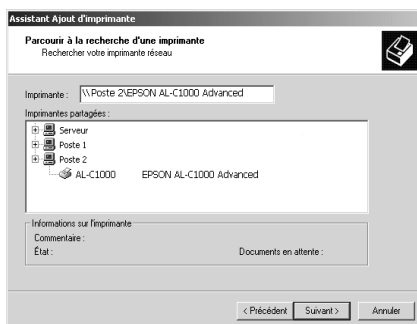 Assistant Ajout d'imprimante
Parcourir à la recherche d'une imprimante
Rechercher votre imprimante réseau
Imprimante : \\Poste 2\EPSON AL-C1000 Advanced
Imprimantes partagées :
Serveur
Poste 1
Poste 2
AL-C1000 EPSON AL-C1000 Advanced
Informations sur l'imprimante
Commentaire :
État : Documents en attente :
< Précédent Suivant > Annuler